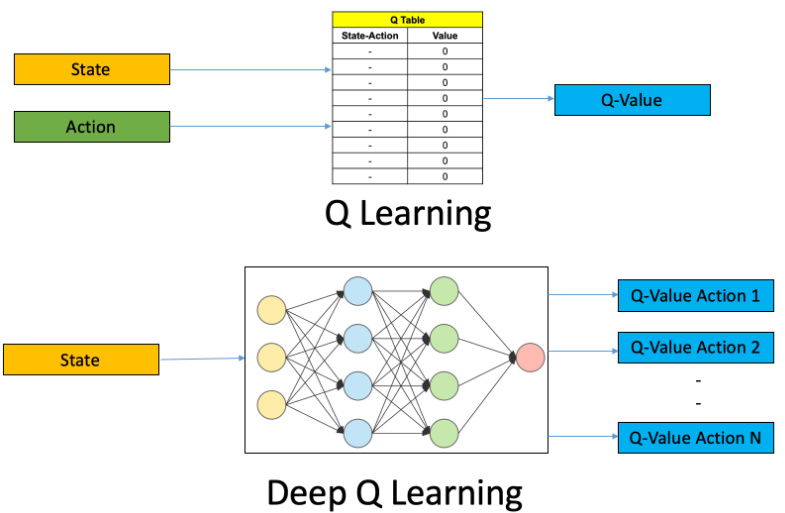 Q Table
State-Action Value
- 0
- 0
- 0
- 0
- 0
- 0
- 0
- 0
- 0
State
Action
Q-Value
Q Learning
State
Q-Value Action 1
Q-Value Action 2
-
-
Q-Value Action N
Deep Q Learning